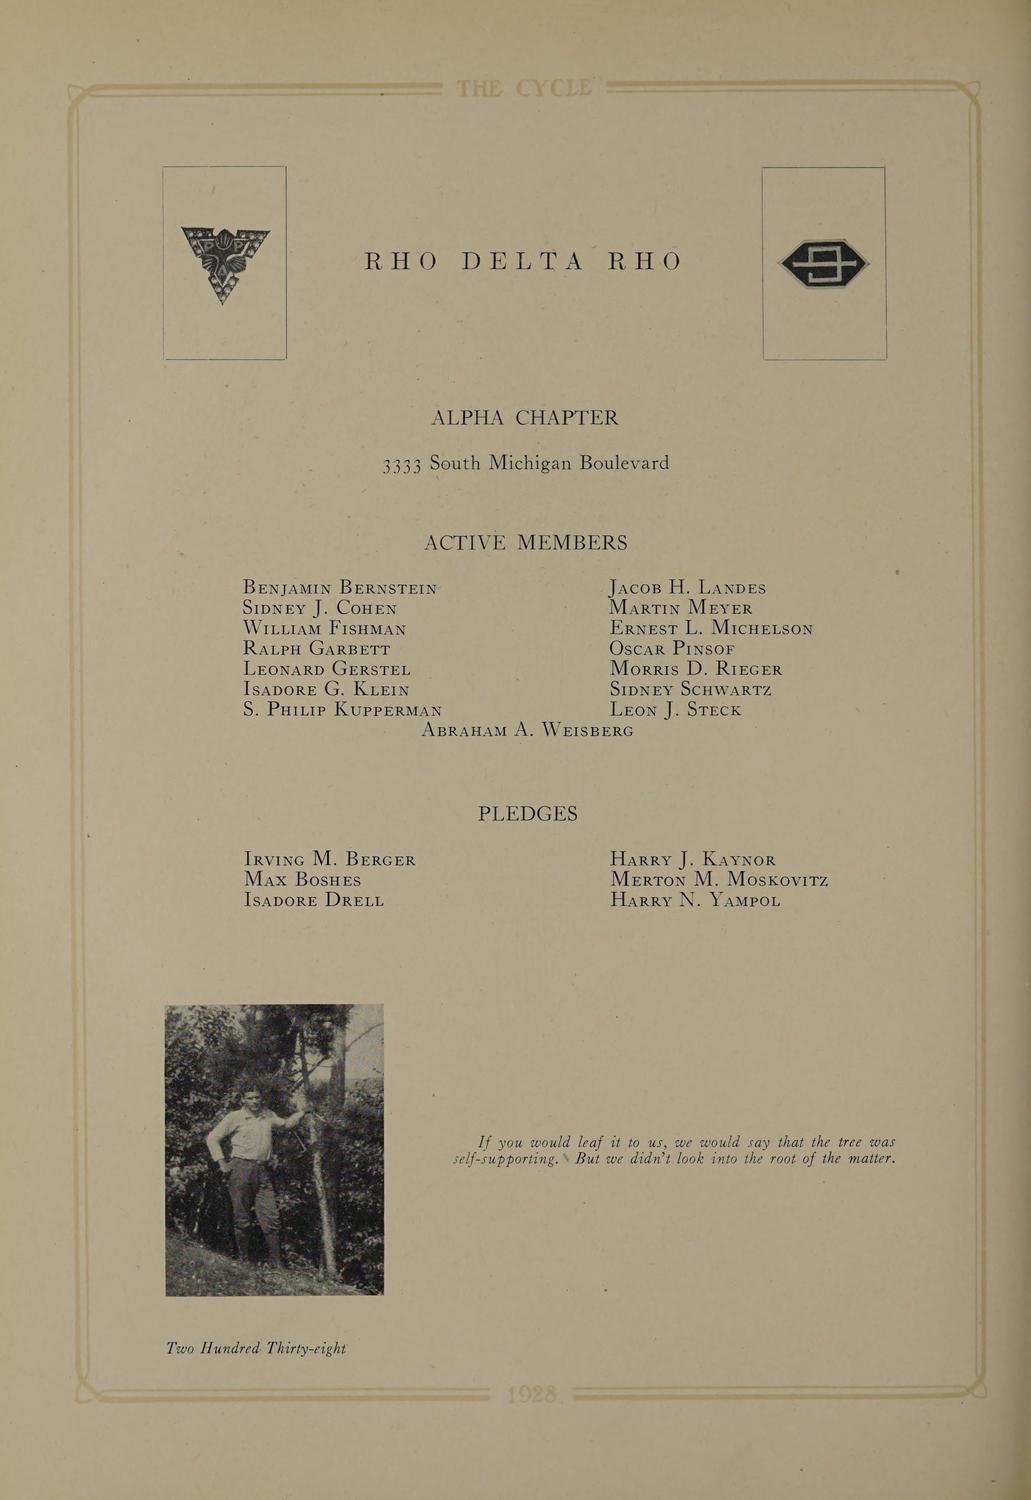 THE CYCLE
RHO DELTA RHO
ALPHA CHAPTER
3333 South Michigan Boulevard
ACTIVE MEMBERS
BENJAMIN BERNSTEIN
SIDNEY J. COHEN
WILLIAM FISHMAN
RALPH GARBETT
LEONARD GERSTEL
ISADORE G. KLEIN
S. PHILIP KUPPERMAN
JACOB H. LANDES
MARTIN MEYER
ERNEST L. MICHELSON
OSCAR PINSOF
MORRIS D. RIEGER
SIDNEY SCHWARTZ
LEON J. STECK
ABRAHAM A. WEISBERG
PLEDGES
IRVING M. BERGER
MAX BOSHES
ISADORE DRELL
HARRY J. KAYNOR
MERTON M. MOSKOVITZ
HARRY N. YAMPOL
If you would leaf it to us, we would say that the tree was
self-supporting. But we didn't look into the root of the matter.
Two Hundred Thirty-eight
1928